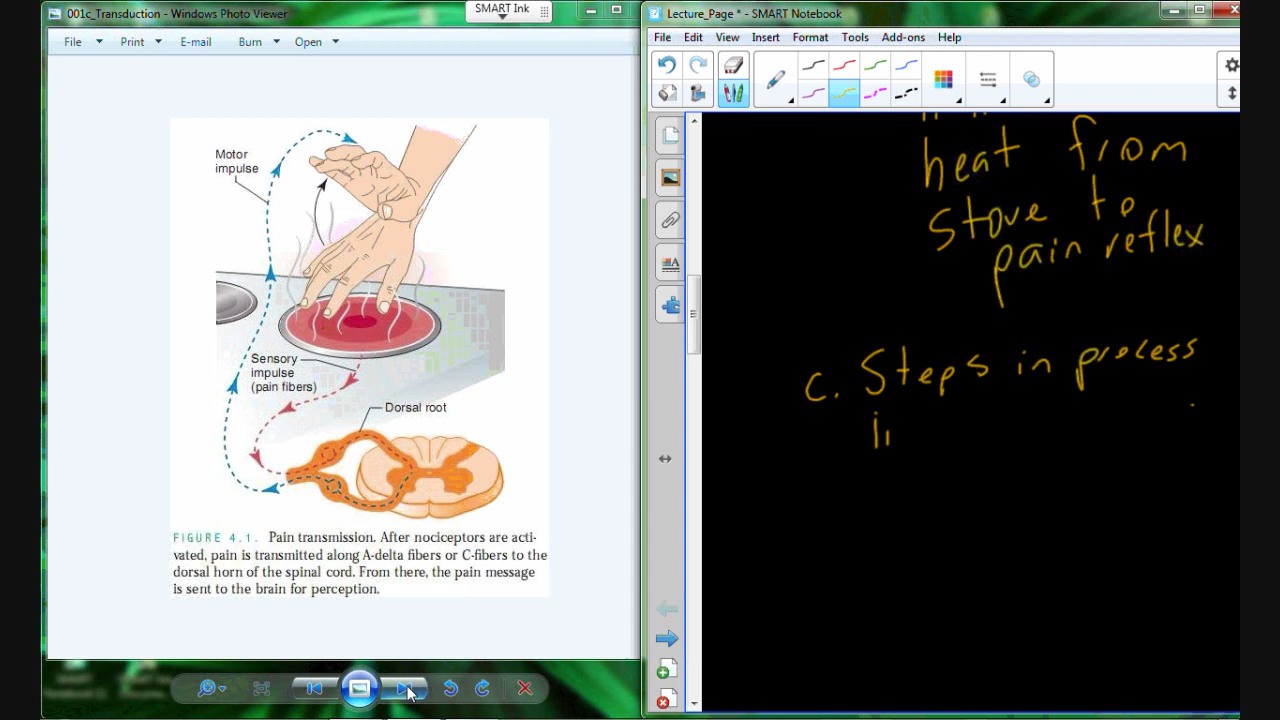 001c_Transduction - Windows Photo Viewer
SMART Ink
File Print E-mail Burn Open
Motor
impulse
Sensory
impulse
(pain fibers)
Dorsal root
FIGURE 4.1. Pain transmission. After nociceptors are acti-
vated, pain is transmitted along A-delta fibers or C-fibers to the
dorsal horn of the spinal cord. From there, the pain message
is sent to the brain for perception.
Lecture_Page * - SMART Notebook
File Edit View Insert Format Tools Add-ons Help
heat from
stove to
pain reflex
c. Steps in process